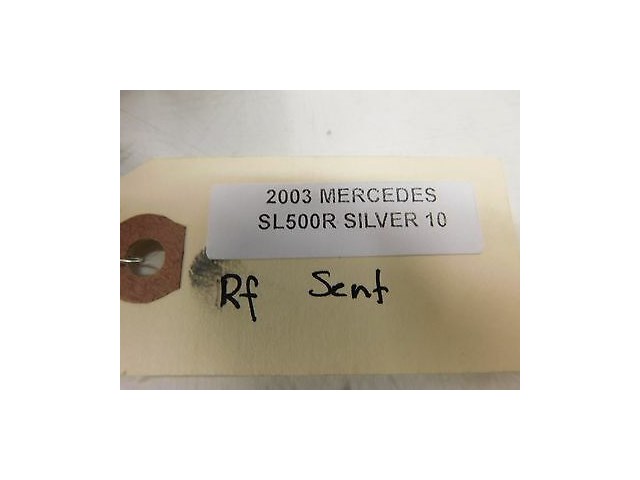 2003 MERCEDES
SL500R SILVER 10
Rf Sent